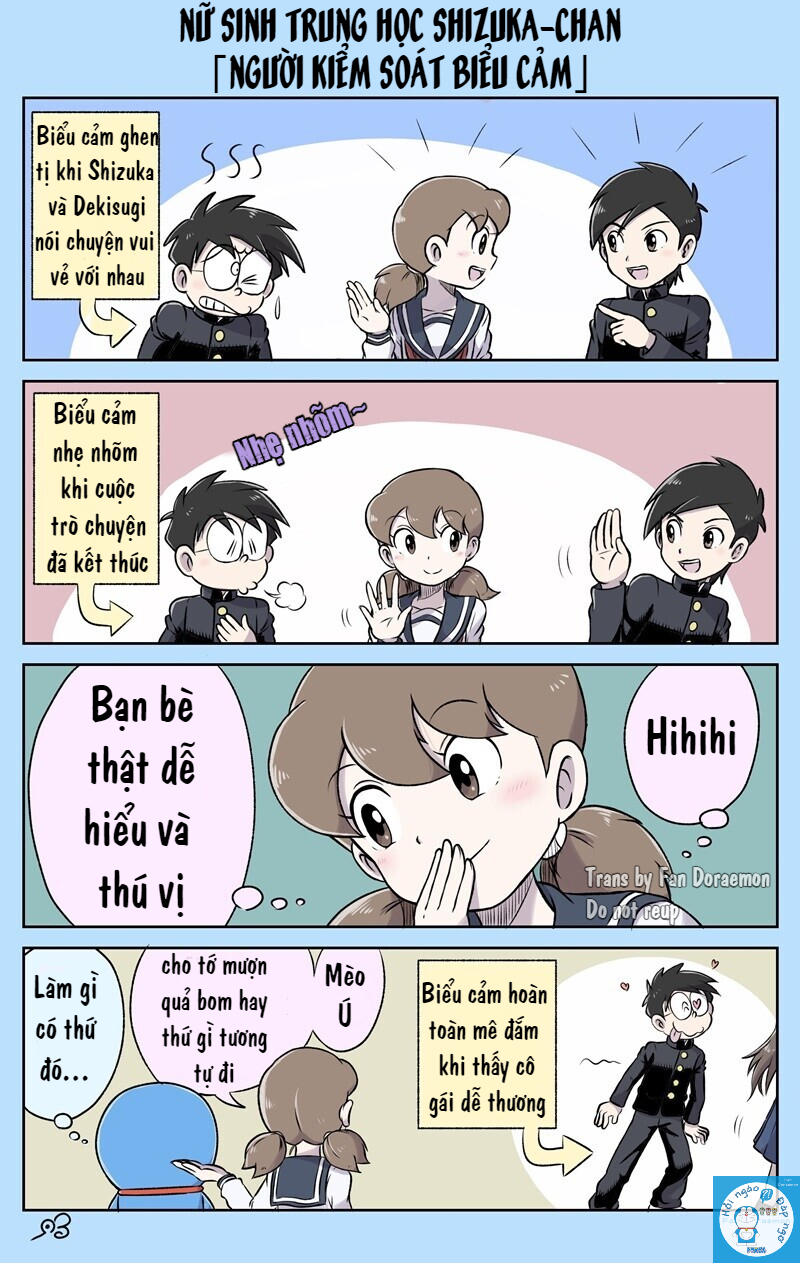 NỮ SINH TRUNG HỌC SHIZUKA-CHAN
「NGƯỜI KIỂM SOÁT BIỂU CẢM」
Biểu cảm ghen
tị khi Shizuka
và Dekisugi
nói chuyện vui
vẻ với nhau
Biểu cảm
nhẹ nhõm
khi cuộc
trò chuyện
đã kết thúc
Nhẹ nhõm~
Bạn bè
thật dễ
hiểu và
thú vị
Hihihi
Trans by Fan Doraemon
Do not reup
Làm gì
có thứ
đó...
cho tớ mượn
quả bom hay
thứ gì tương
tự đi
Mèo
Ú
Biểu cảm hoàn
toàn mê đắm
khi thấy cô
gái dễ thương
Hỏi ngáo
Đáp ngơ